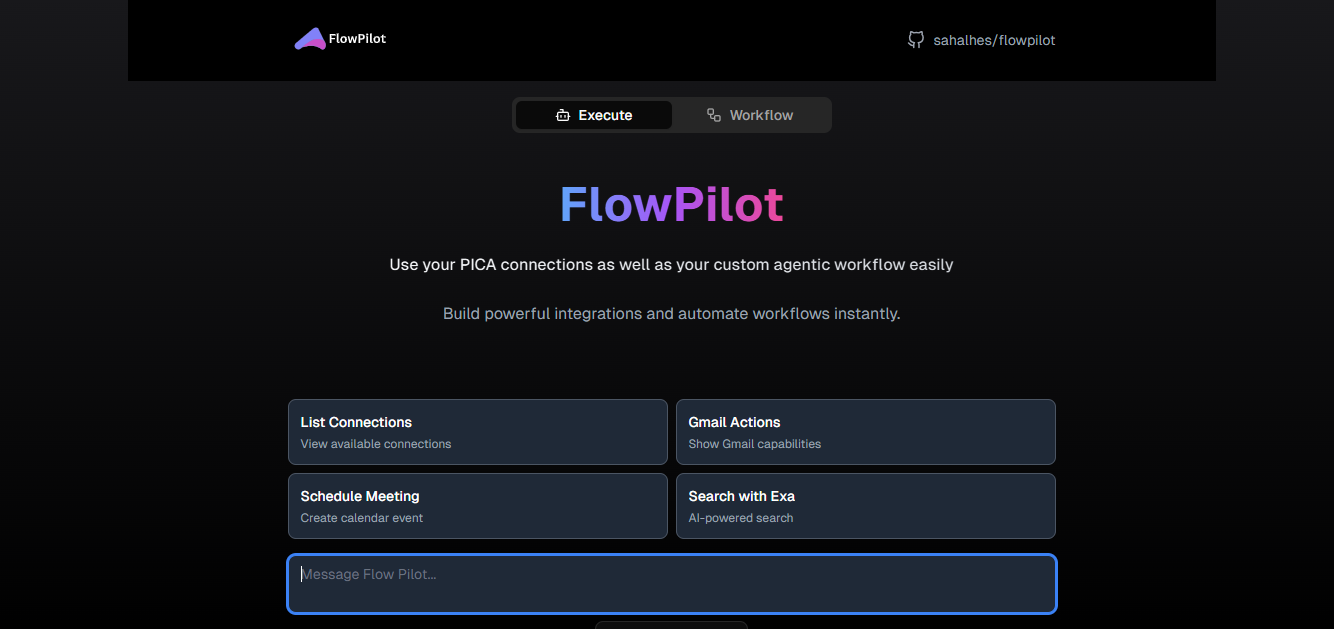 FlowPilot
sahalhes/flowpilot
Execute
Workflow
FlowPilot
Use your PICA connections as well as your custom agentic workflow easily
Build powerful integrations and automate workflows instantly.
List Connections
View available connections
Gmail Actions
Show Gmail capabilities
Schedule Meeting
Create calendar event
Search with Exa
AI-powered search
Message Flow Pilot...